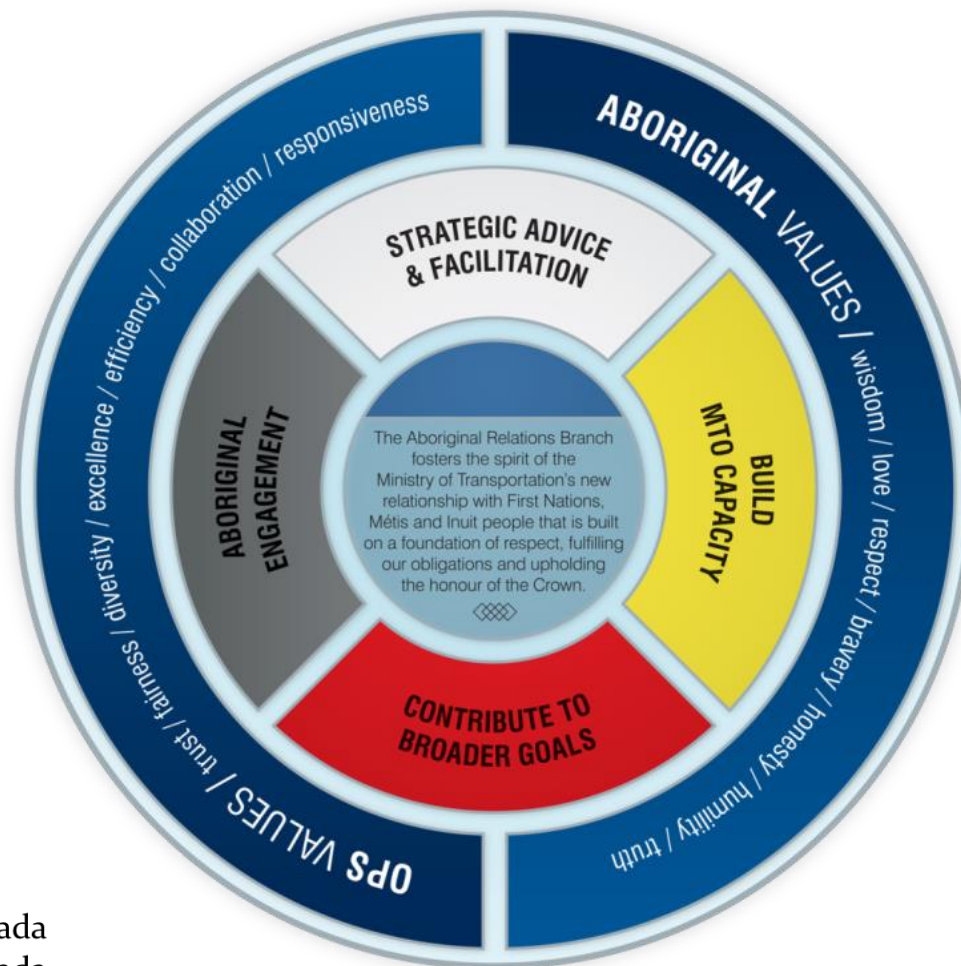 ABORIGINAL VALUES / wisdom / love / respect / bravery / honesty / humility / truth
OPS VALUES / trust / fairness / diversity / excellence / efficiency / collaboration / responsiveness
STRATEGIC ADVICE
& FACILITATION
BUILD
MTO CAPACITY
CONTRIBUTE TO
BROADER GOALS
ABORIGINAL
ENGAGEMENT
The Aboriginal Relations Branch
fosters the spirit of the
Ministry of Transportation's new
relationship with First Nations,
Métis and Inuit people that is built
on a foundation of respect, fulfilling
our obligations and upholding
the honour of the Crown.
ada